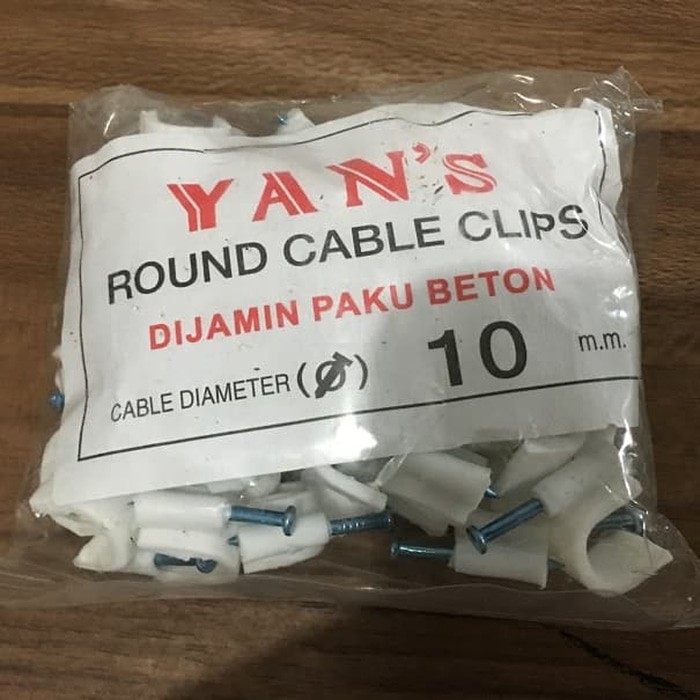 YAN'S
ROUND CABLE CLIPS
DIJAMIN PAKU BETON
CABLE DIAMETER (Ø) 10 m.m.